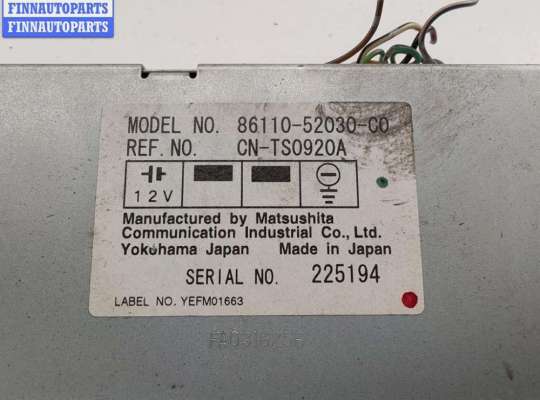 FINNAUTOPARTS
FINNAUTOPARTS
MODEL NO. 86110-52030-C0
REF. NO. CN-TS0920A
12V
Manufactured by Matsushita
Communication Industrial Co., Ltd.
Yokohama Japan Made in Japan
SERIAL NO. 225194
LABEL NO. YEFM01663